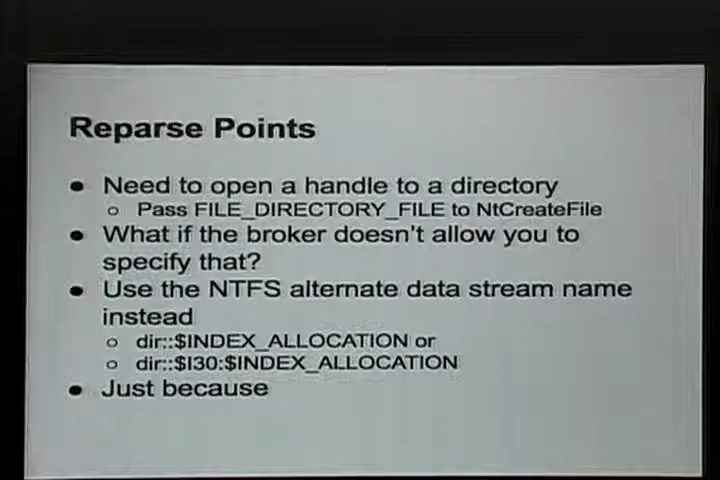 Reparse Points
● Need to open a handle to a directory
○ Pass FILE_DIRECTORY_FILE to NtCreateFile
● What if the broker doesn't allow you to
specify that?
● Use the NTFS alternate data stream name
instead
○ dir::$INDEX_ALLOCATION or
○ dir::$I30:$INDEX_ALLOCATION
● Just because